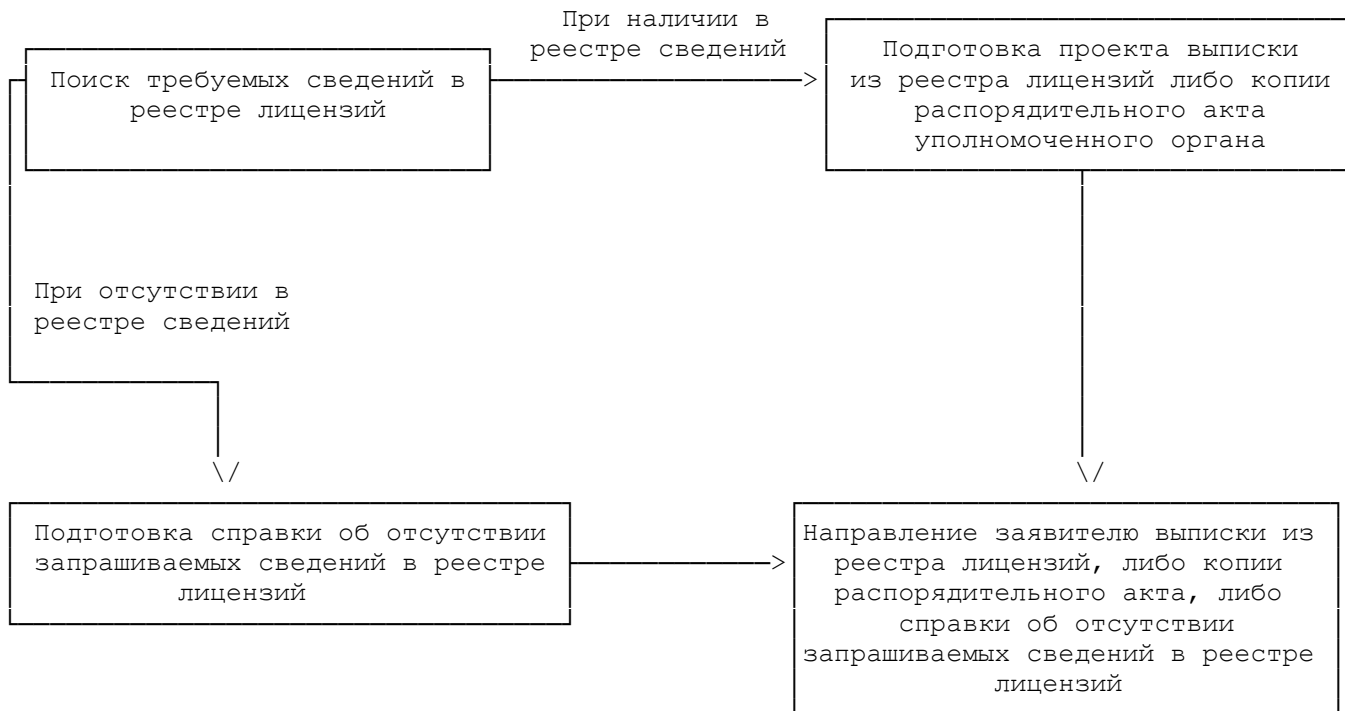 При наличии в
реестре сведений
Поиск требуемых сведений в
реестре лицензий
>
Подготовка проекта выписки
из реестра лицензий либо копии
распорядительного акта
уполномоченного органа
При отсутствии в
реестре сведений
\/
\/
Подготовка справки об отсутствии
запрашиваемых сведений в реестре
лицензий
>
Направление заявителю выписки из
реестра лицензий, либо копии
распорядительного акта, либо
справки об отсутствии
запрашиваемых сведений в реестре
лицензий